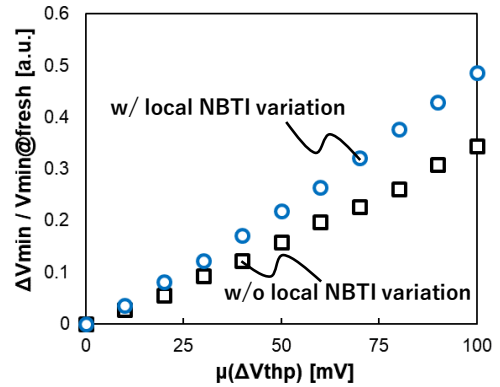 0.6
0.5
0.4
0.3
0.2
0.1
0
ΔVmin / Vmin@fresh [a.u.]
w/ local NBTI variation
w/o local NBTI variation
0 25 50 75 100
μ(ΔVthp) [mV]